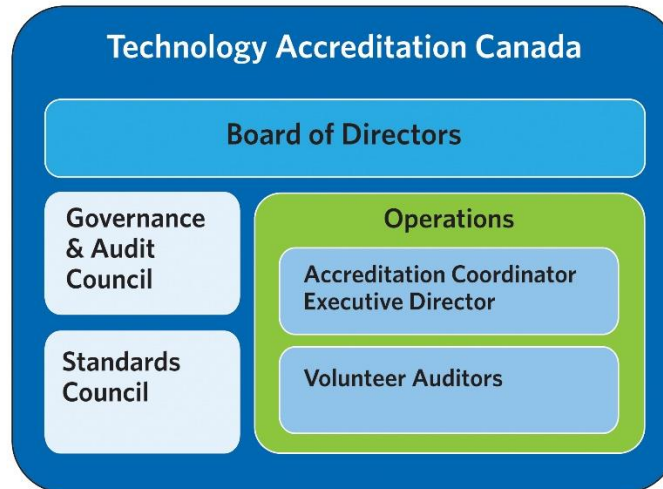 Technology Accreditation Canada
Board of Directors
Governance
& Audit
Council
Standards
Council
Operations
Accreditation Coordinator
Executive Director
Volunteer Auditors